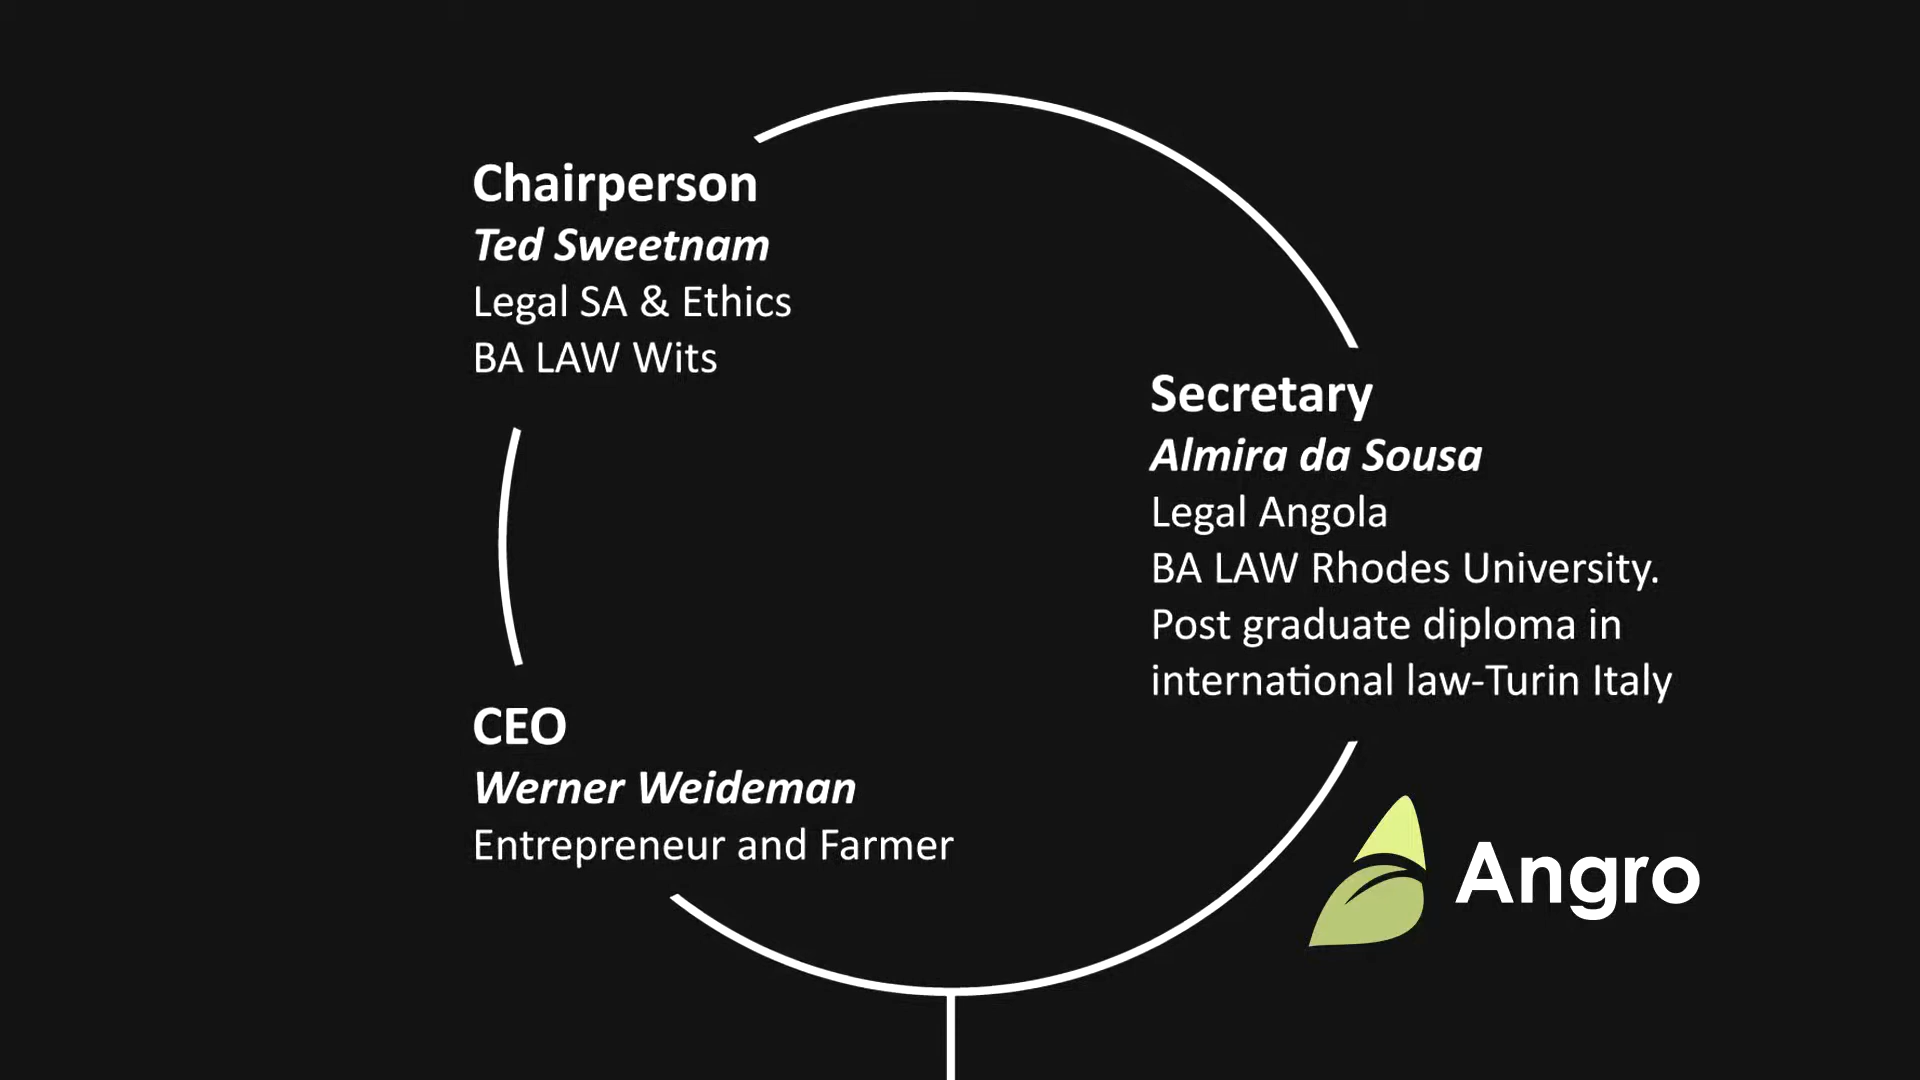 Chairperson
Ted Sweetnam
Legal SA & Ethics
BA LAW Wits
Secretary
Almira da Sousa
Legal Angola
BA LAW Rhodes University.
Post graduate diploma in
international law-Turin Italy
CEO
Werner Weideman
Entrepreneur and Farmer
Angro